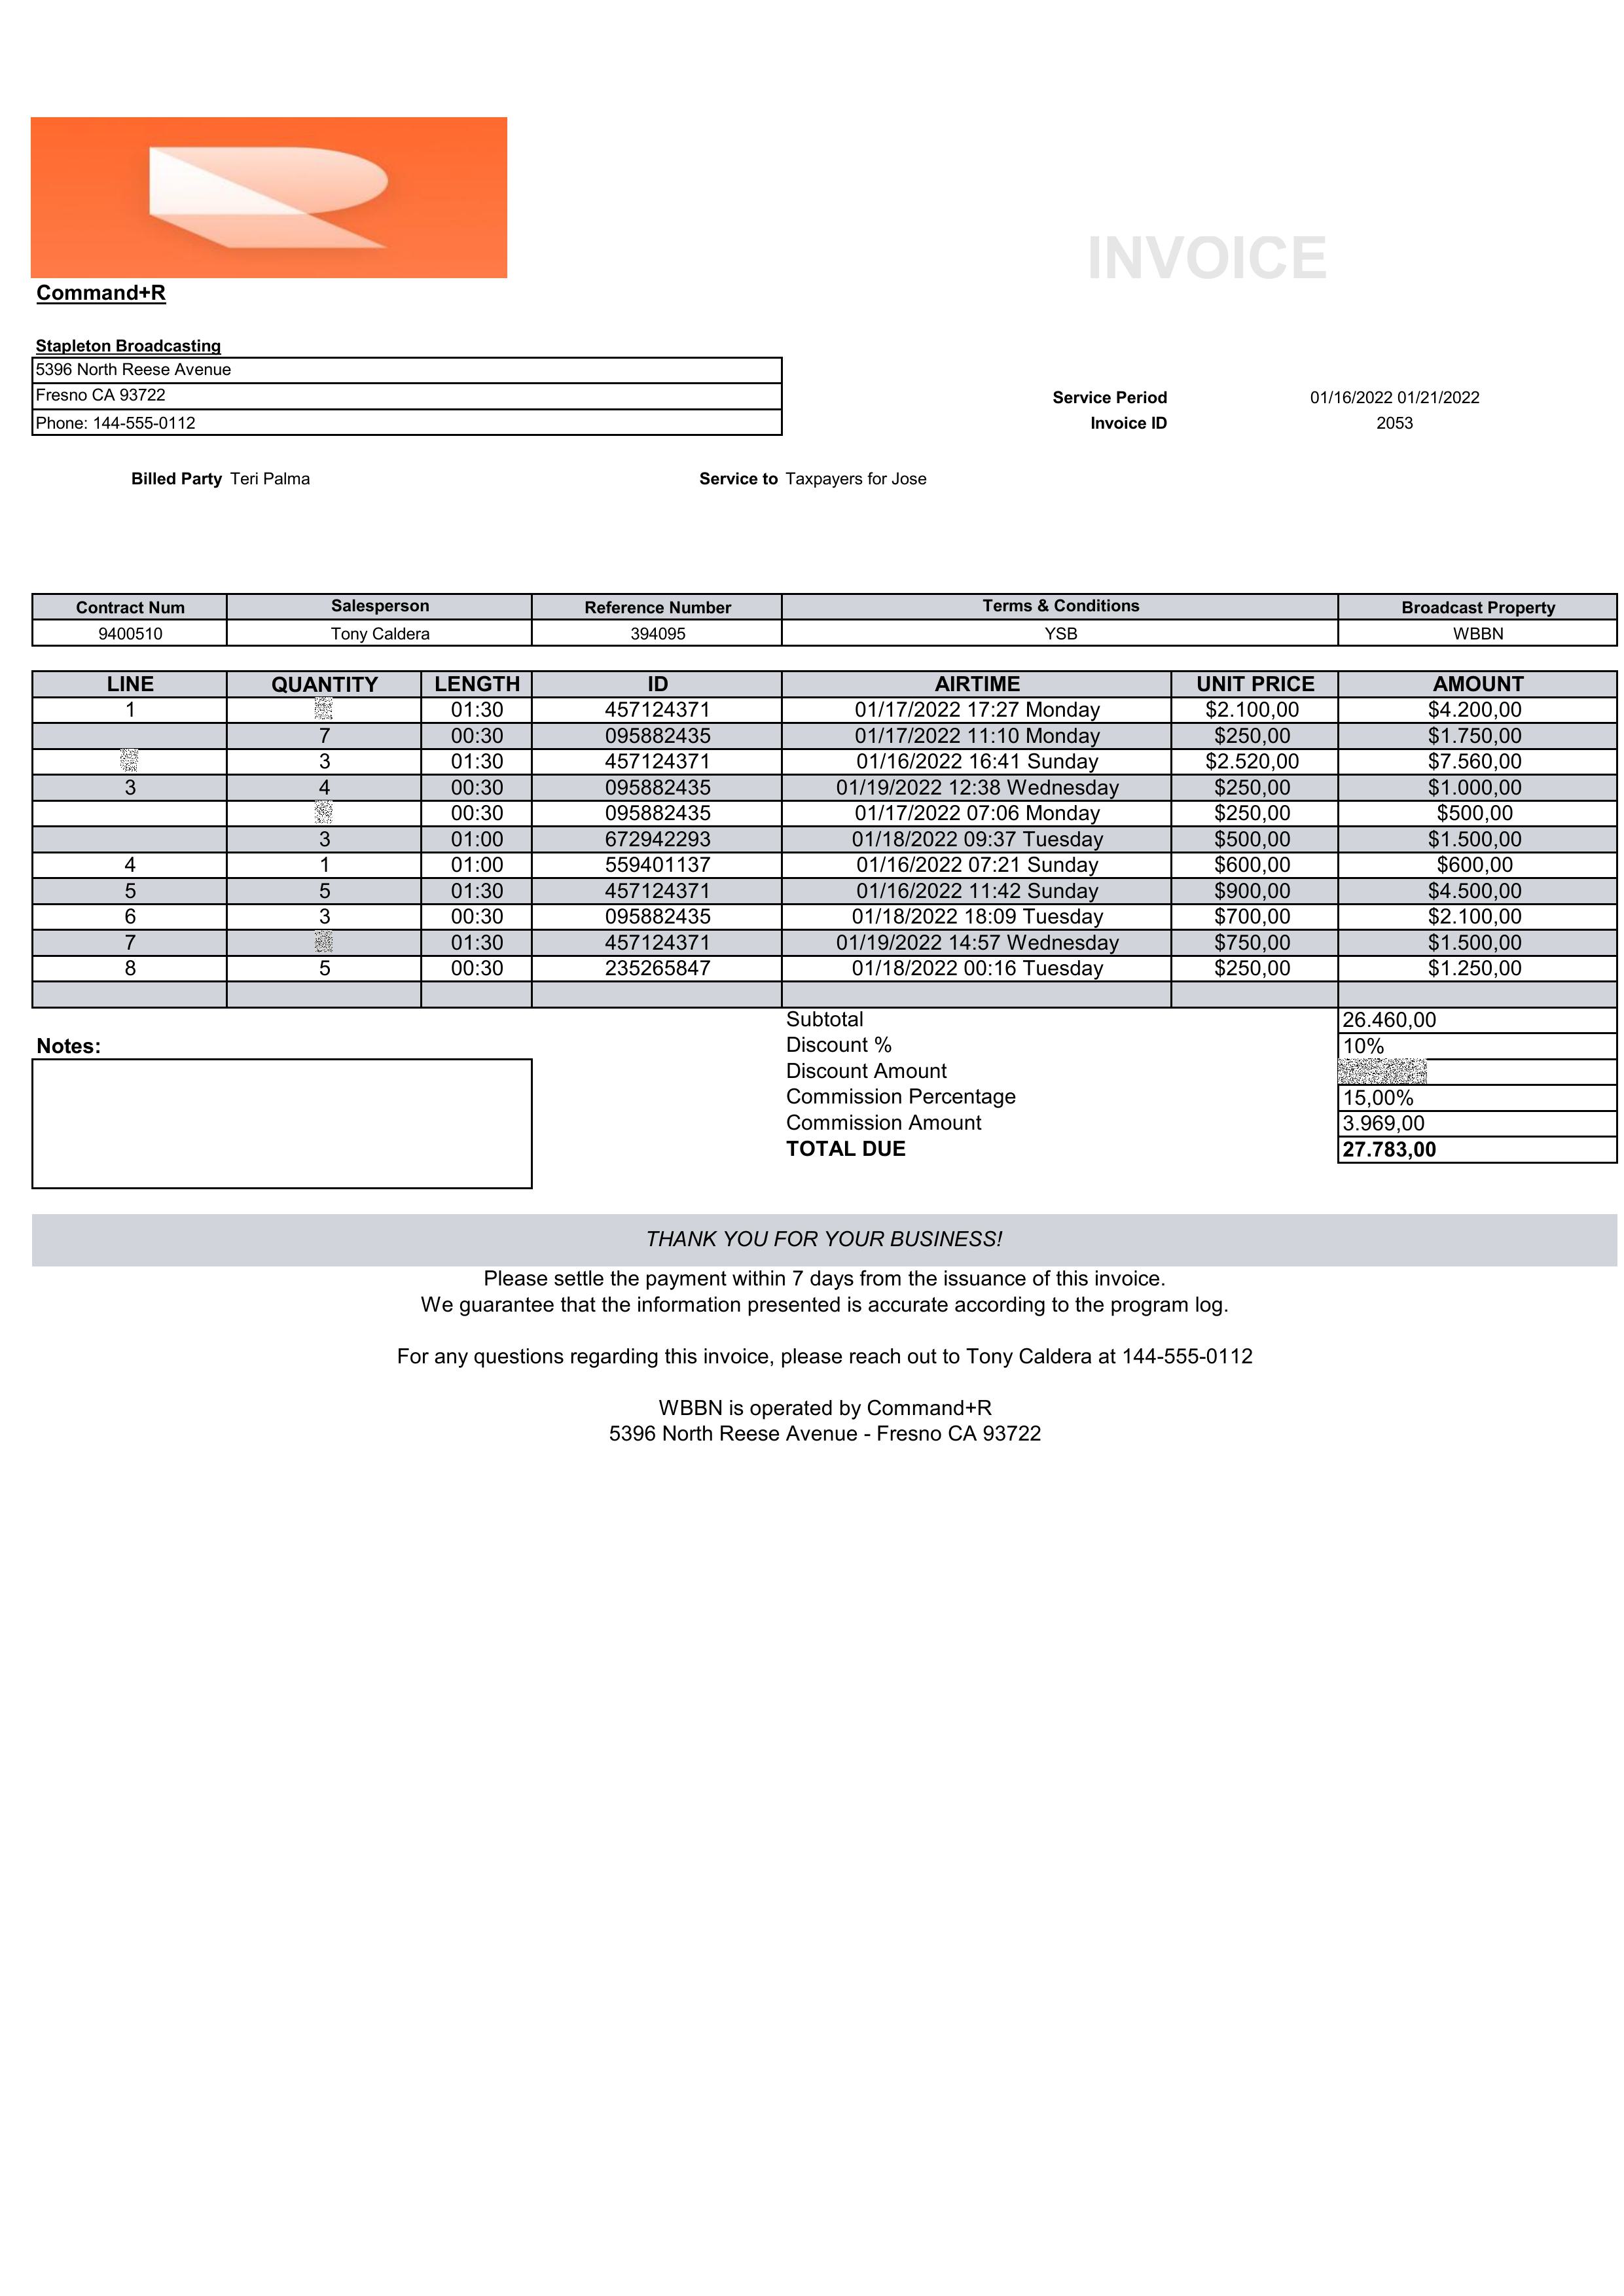 INVOICE
Command+R
Stapleton Broadcasting
5396 North Reese Avenue
Fresno CA 93722
Service Period 01/16/2022 01/21/2022
Phone: 144-555-0112
Invoice ID 2053
Billed Party Teri Palma Service to Taxpayers for Jose
Contract Num Salesperson Reference Number Terms & Conditions Broadcast Property
9400510 Tony Caldera 394095 YSB WBBN
LINE QUANTITY LENGTH ID AIRTIME UNIT PRICE AMOUNT
1 01:30 457124371 01/17/2022 17:27 Monday $2.100,00 $4.200,00
7 00:30 095882435 01/17/2022 11:10 Monday $250,00 $1.750,00
3 01:30 457124371 01/16/2022 16:41 Sunday $2.520,00 $7.560,00
3 4 00:30 095882435 01/19/2022 12:38 Wednesday $250,00 $1.000,00
00:30 095882435 01/17/2022 07:06 Monday $250,00 $500,00
3 01:00 672942293 01/18/2022 09:37 Tuesday $500,00 $1.500,00
4 1 01:00 559401137 01/16/2022 07:21 Sunday $600,00 $600,00
5 5 01:30 457124371 01/16/2022 11:42 Sunday $900,00 $4.500,00
6 3 00:30 095882435 01/18/2022 18:09 Tuesday $700,00 $2.100,00
7 01:30 457124371 01/19/2022 14:57 Wednesday $750,00 $1.500,00
8 5 00:30 235265847 01/18/2022 00:16 Tuesday $250,00 $1.250,00
Subtotal 26.460,00
Notes:
Discount % 10%
Discount Amount
Commission Percentage 15,00%
Commission Amount 3.969,00
TOTAL DUE 27.783,00
THANK YOU FOR YOUR BUSINESS!
Please settle the payment within 7 days from the issuance of this invoice.
We guarantee that the information presented is accurate according to the program log.
For any questions regarding this invoice, please reach out to Tony Caldera at 144-555-0112
WBBN is operated by Command+R
5396 North Reese Avenue - Fresno CA 93722